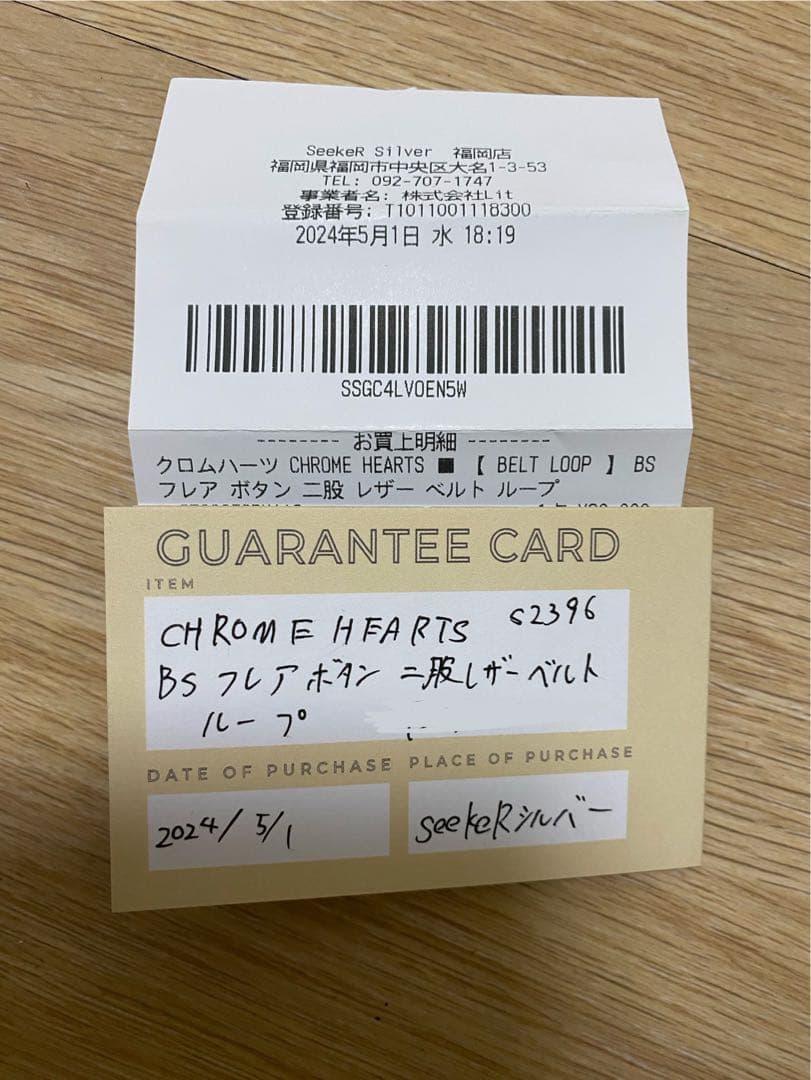 SeekeR Silver 福岡店
福岡県福岡市中央区大名1-3-53
TEL: 092-707-1747
事業者名: 株式会社Lit
登録番号: T1011001118300
2024年5月1日 水 18:19
SSGC4LVOEN5W
-------- お買上明細 --------
クロムハーツ CHROME HEARTS ■ 【 BELT LOOP 】 BS
フレア ボタン 二股 レザー ベルト ループ
GUARANTEE CARD
ITEM
CHROME HEARTS S2396
BS フレアボタン 二股レザーベルト
ループ
DATE OF PURCHASE PLACE OF PURCHASE
2024/5/1 seekeRシルバー